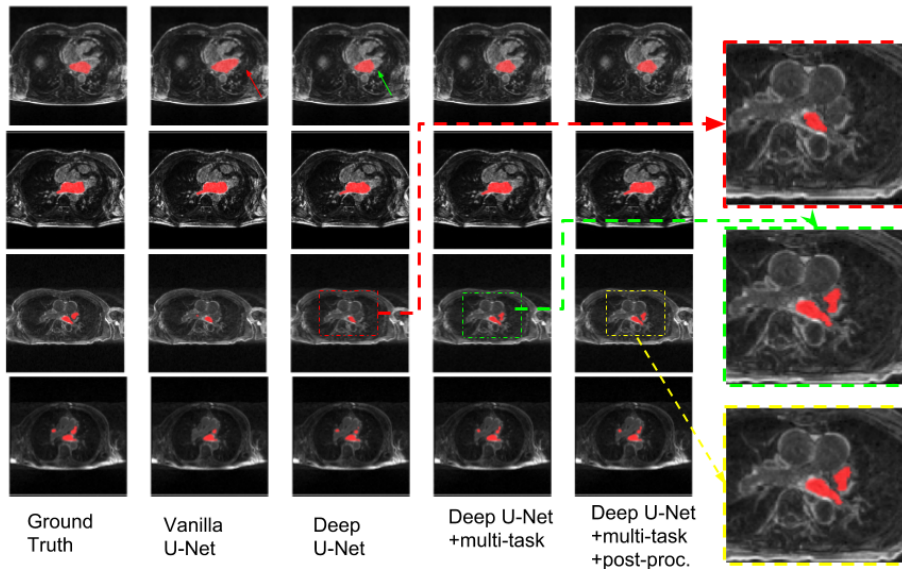 Ground
Truth
Vanilla
U-Net
Deep
U-Net
Deep U-Net
+multi-task
Deep U-Net
+multi-task
+post-proc.